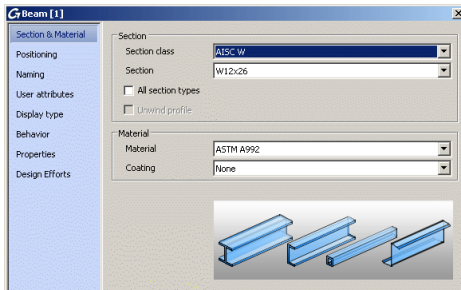 Beam [1]
Section & Material
Positioning
Naming
User attributes
Display type
Behavior
Properties
Design Efforts
Section
Section class AISC W
Section W12x26
All section types
Unwind profile
Material
Material ASTM A992
Coating None